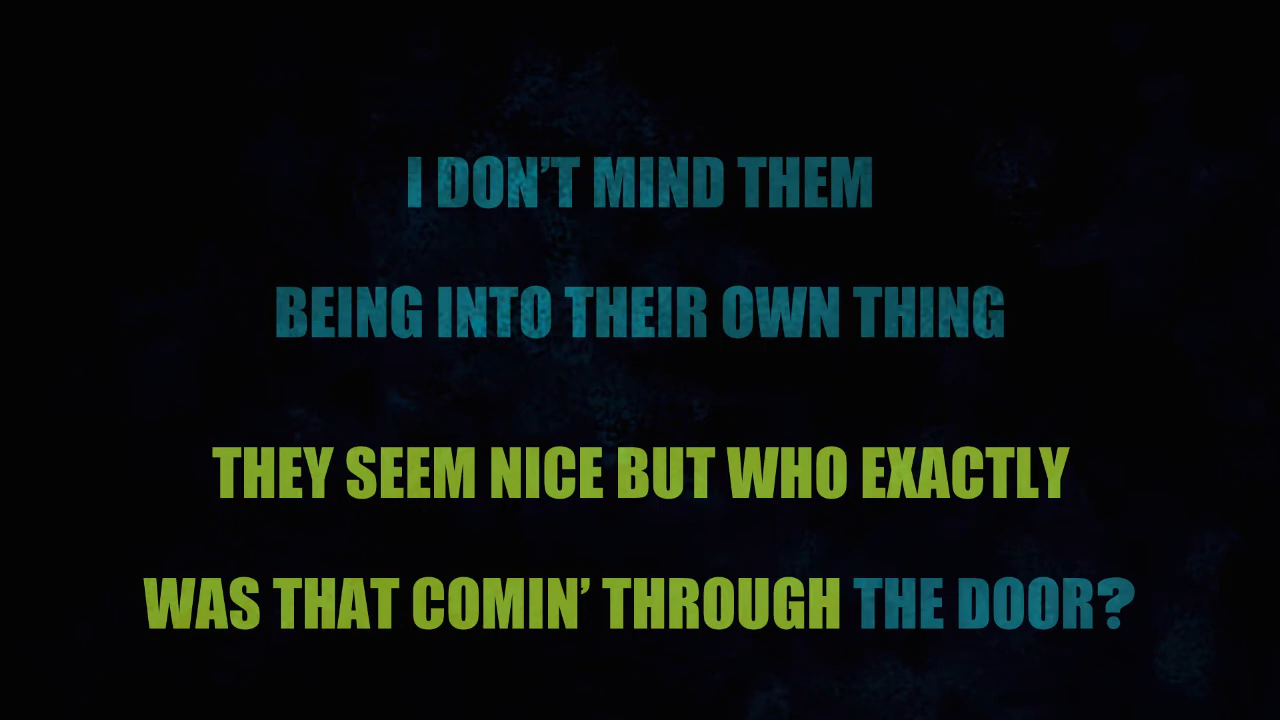 I DON’T MIND THEM
BEING INTO THEIR OWN THING
THEY SEEM NICE BUT WHO EXACTLY
WAS THAT COMIN’ THROUGH THE DOOR?